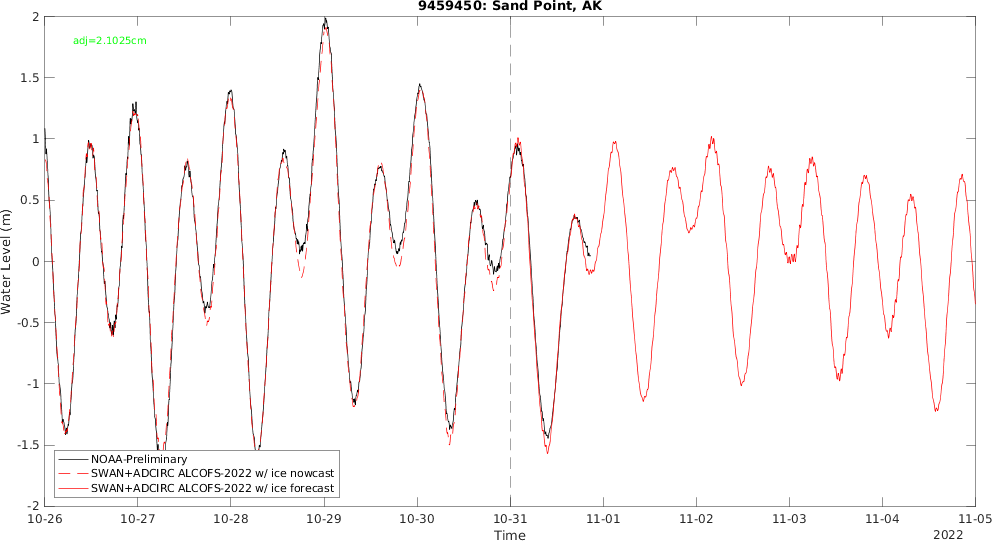 9459450: Sand Point, AK
adj=2.1025cm
2
1.5
1
0.5
0
-0.5
-1
-1.5
-2
Water Level (m)
NOAA-Preliminary
SWAN+ADCIRC ALCOFS-2022 w/ ice nowcast
SWAN+ADCIRC ALCOFS-2022 w/ ice forecast
10-26 10-27 10-28 10-29 10-30 10-31 11-01 11-02 11-03 11-04 11-05
Time
2022